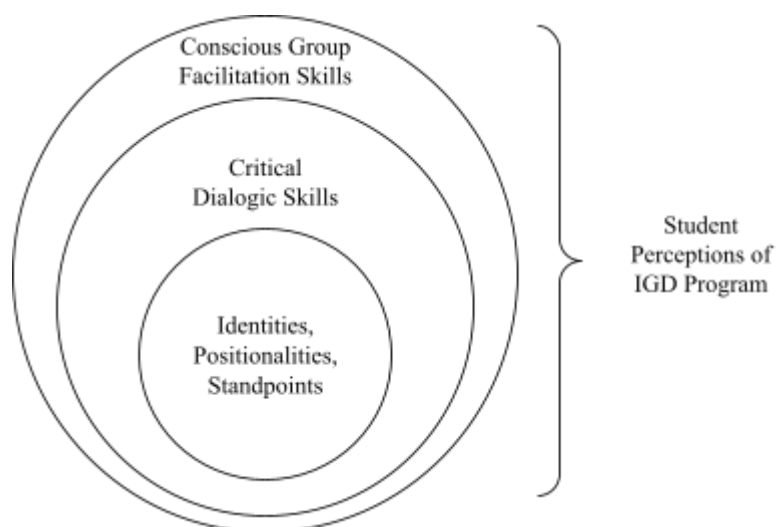 Conscious Group
Facilitation Skills
Critical
Dialogic Skills
Identities,
Positionalities,
Standpoints
Student
Perceptions of
IGD Program